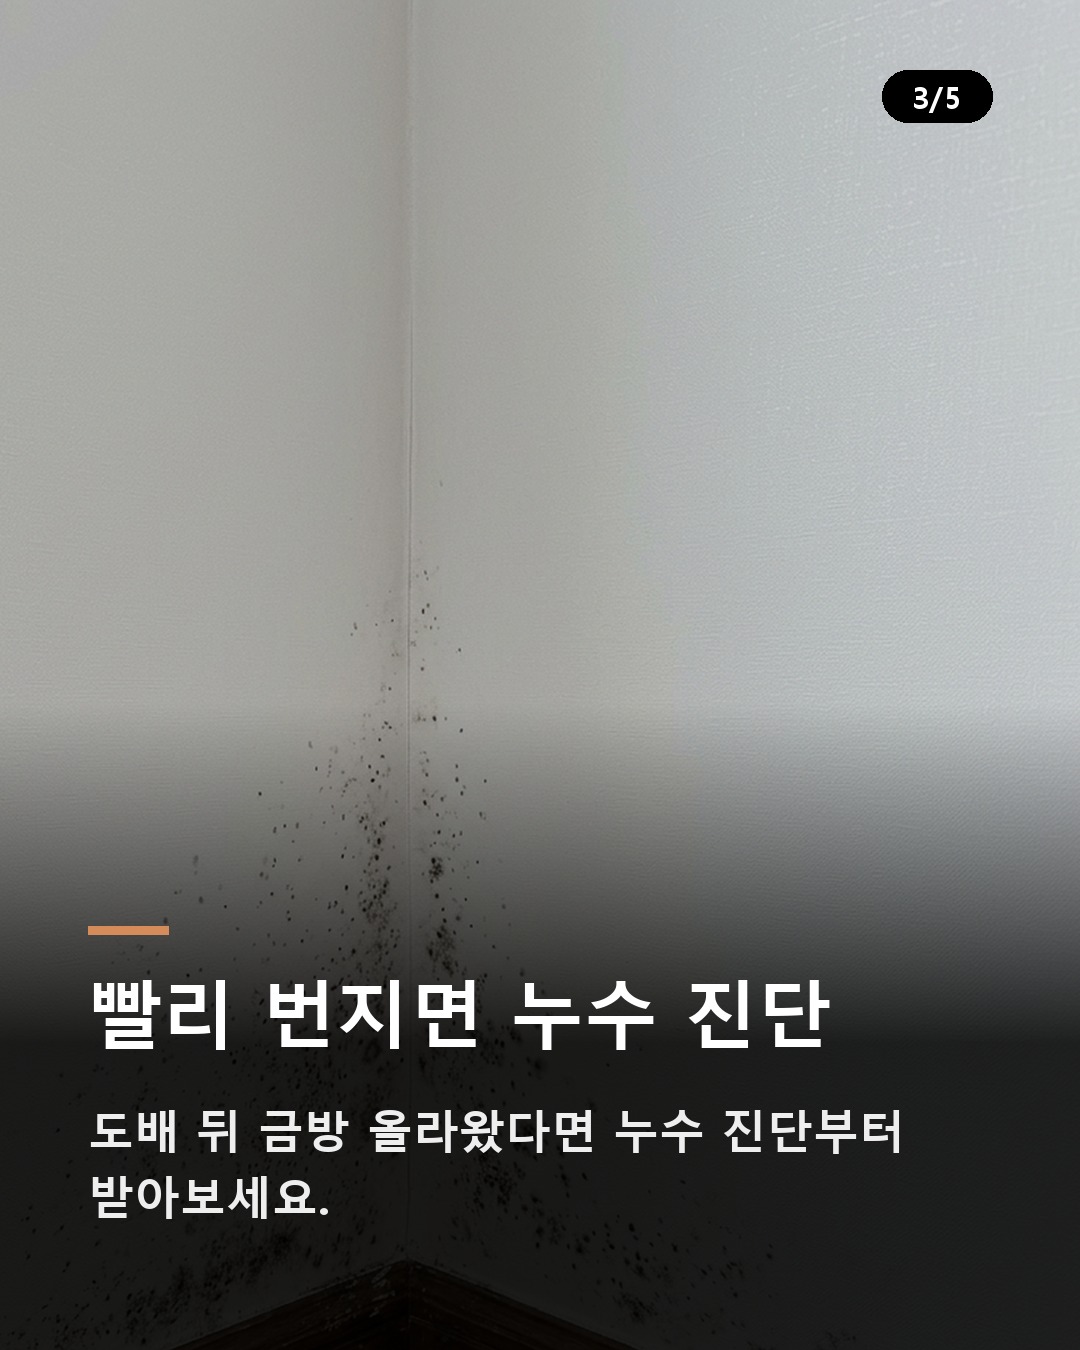 3/5
빨리 번지면 누수 진단
도배 뒤 금방 올라왔다면 누수 진단부터
받아보세요.